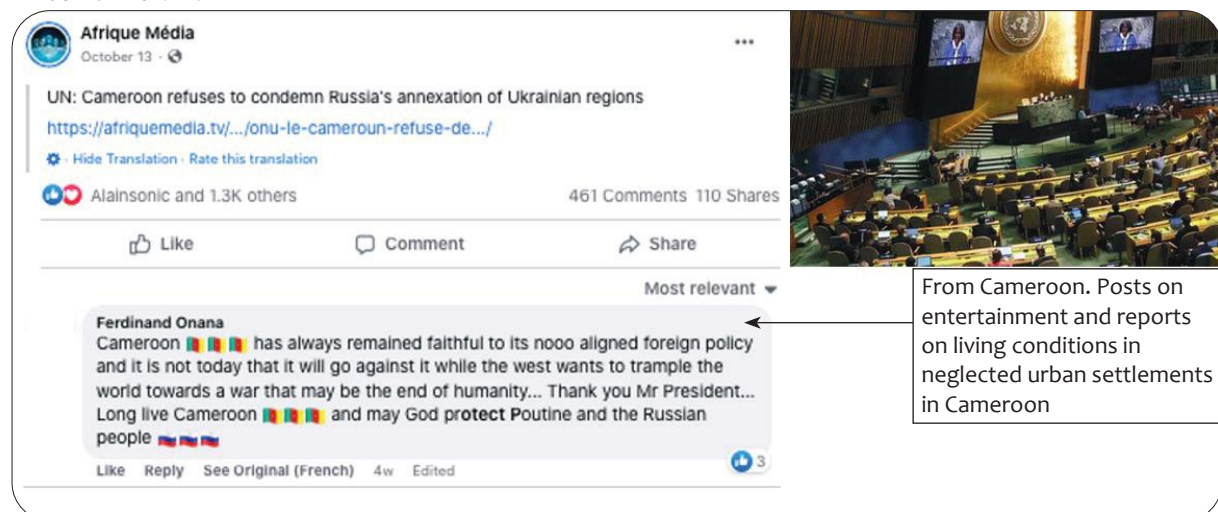 Afrique Média
October 13 ·
UN: Cameroon refuses to condemn Russia's annexation of Ukrainian regions
https://afriquemedia.tv/.../onu-le-cameroun-refuse-de.../
· Hide Translation · Rate this translation
Alainsonic and 1.3K others
461 Comments 110 Shares
Like
Comment
Share
Most relevant
Ferdinand Onana
Cameroon 🇨🇲 🇨🇲 🇨🇲 has always remained faithful to its nooo aligned foreign policy
and it is not today that it will go against it while the west wants to trample the
world towards a war that may be the end of humanity... Thank you Mr President...
Long live Cameroon 🇨🇲 🇨🇲 🇨🇲 and may God protect Poutine and the Russian
people 🇷🇺 🇷🇺 🇷🇺
Like Reply See Original (French) 4w Edited
3
From Cameroon. Posts on
entertainment and reports
on living conditions in
neglected urban settlements
in Cameroon